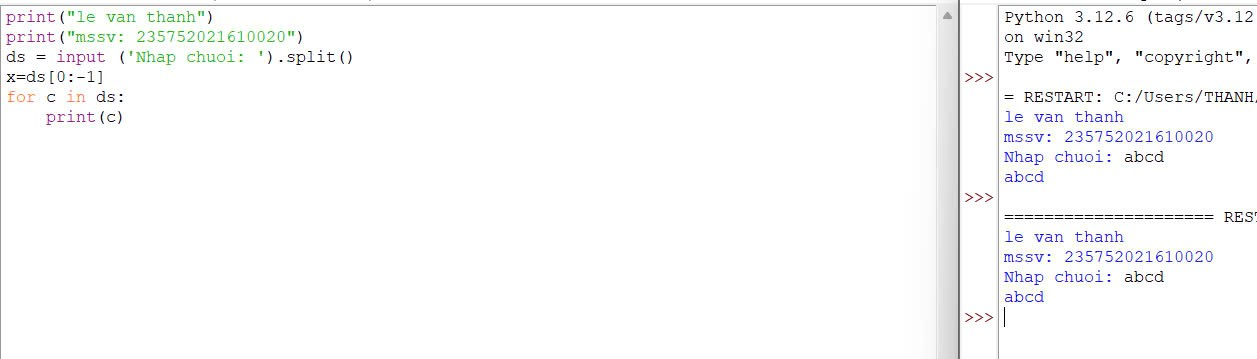 print("le van thanh")
print("mssv: 235752021610020")
ds = input ('Nhap chuoi: ').split()
x=ds[0:-1]
for c in ds:
    print(c)
Python 3.12.6 (tags/v3.12
on win32
Type "help", "copyright",
>>>
= RESTART: C:/Users/THANH/
le van thanh
mssv: 235752021610020
Nhap chuoi: abcd
abcd
>>>
===================== REST
le van thanh
mssv: 235752021610020
Nhap chuoi: abcd
abcd
>>>